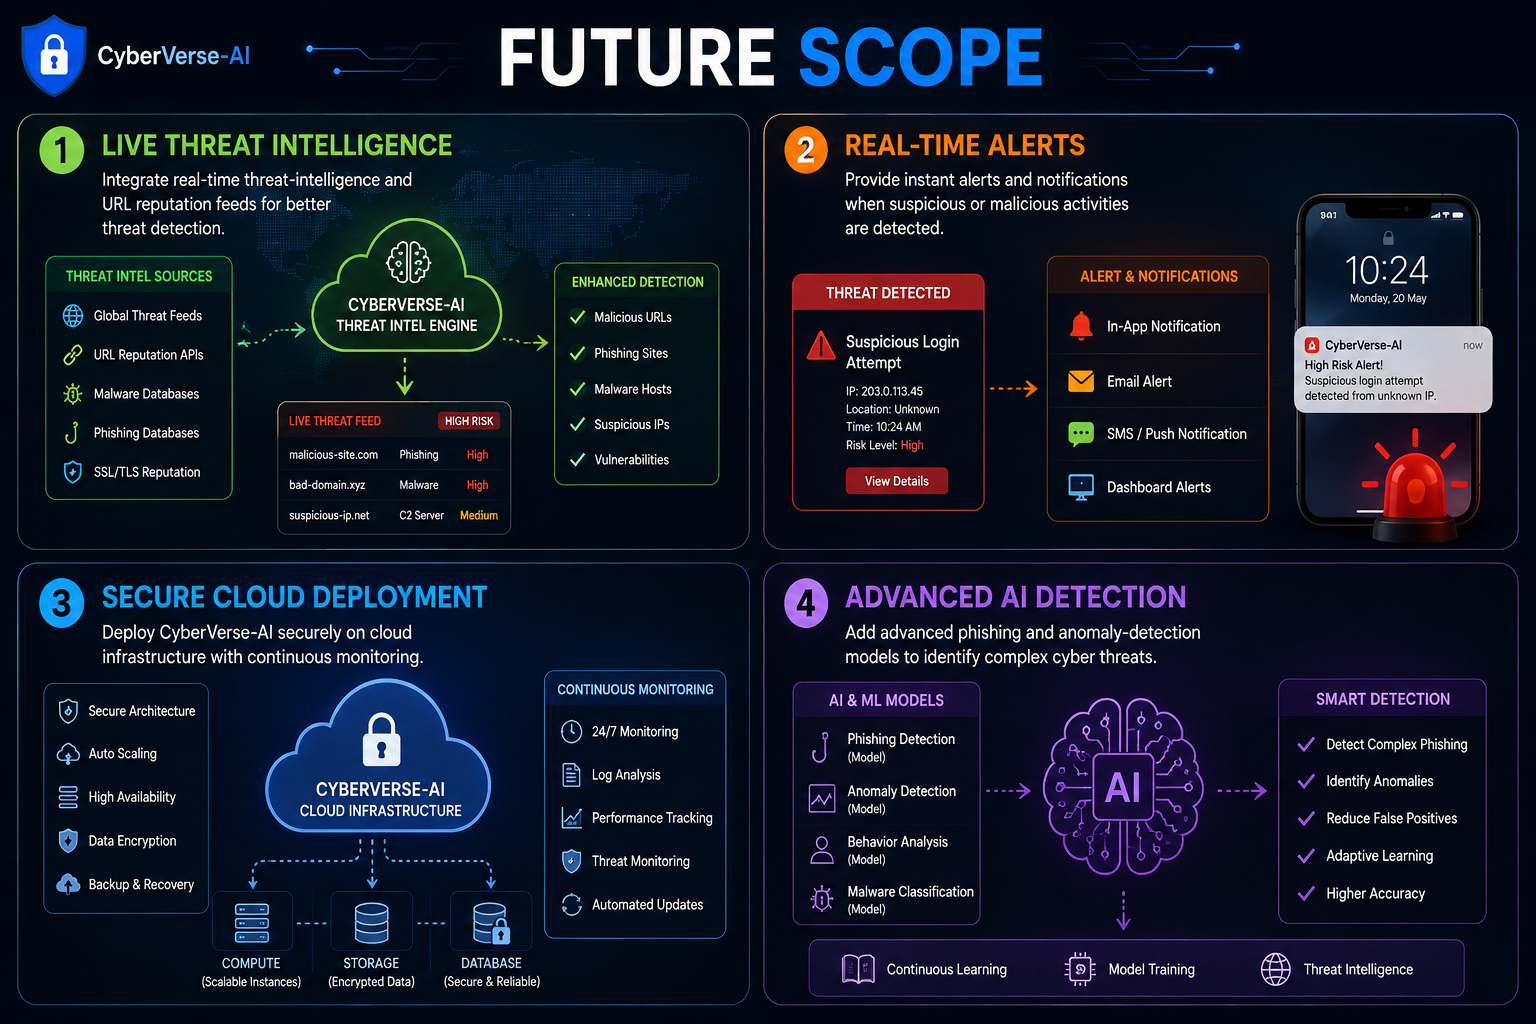 CyberVerse-AI
FUTURE SCOPE
1
LIVE THREAT INTELLIGENCE
Integrate real-time threat-intelligence and
URL reputation feeds for better
threat detection.
THREAT INTEL SOURCES
Global Threat Feeds
URL Reputation APIs
Malware Databases
Phishing Databases
SSL/TLS Reputation
CYBERVERSE-AI
THREAT INTEL ENGINE
LIVE THREAT FEED HIGH RISK
malicious-site.com Phishing High
bad-domain.xyz Malware High
suspicious-ip.net C2 Server Medium
ENHANCED DETECTION
Malicious URLs
Phishing Sites
Malware Hosts
Suspicious IPs
Vulnerabilities
2
REAL-TIME ALERTS
Provide instant alerts and notifications
when suspicious or malicious activities
are detected.
THREAT DETECTED
Suspicious Login
Attempt
IP: 203.0.113.45
Location: Unknown
Time: 10:24 AM
Risk Level: High
View Details
ALERT & NOTIFICATIONS
In-App Notification
Email Alert
SMS / Push Notification
Dashboard Alerts
10:24
Monday, 20 May
CyberVerse-AI now
High Risk Alert!
Suspicious login attempt
detected from unknown IP.
3
SECURE CLOUD DEPLOYMENT
Deploy CyberVerse-AI securely on cloud
infrastructure with continuous monitoring.
Secure Architecture
Auto Scaling
High Availability
Data Encryption
Backup & Recovery
CYBERVERSE-AI
CLOUD INFRASTRUCTURE
COMPUTE
(Scalable Instances)
STORAGE
(Encrypted Data)
DATABASE
(Secure & Reliable)
CONTINUOUS MONITORING
24/7 Monitoring
Log Analysis
Performance Tracking
Threat Monitoring
Automated Updates
4
ADVANCED AI DETECTION
Add advanced phishing and anomaly-detection
models to identify complex cyber threats.
AI & ML MODELS
Phishing Detection
(Model)
Anomaly Detection
(Model)
Behavior Analysis
(Model)
Malware Classification
(Model)
AI
SMART DETECTION
Detect Complex Phishing
Identify Anomalies
Reduce False Positives
Adaptive Learning
Higher Accuracy
Continuous Learning
Model Training
Threat Intelligence